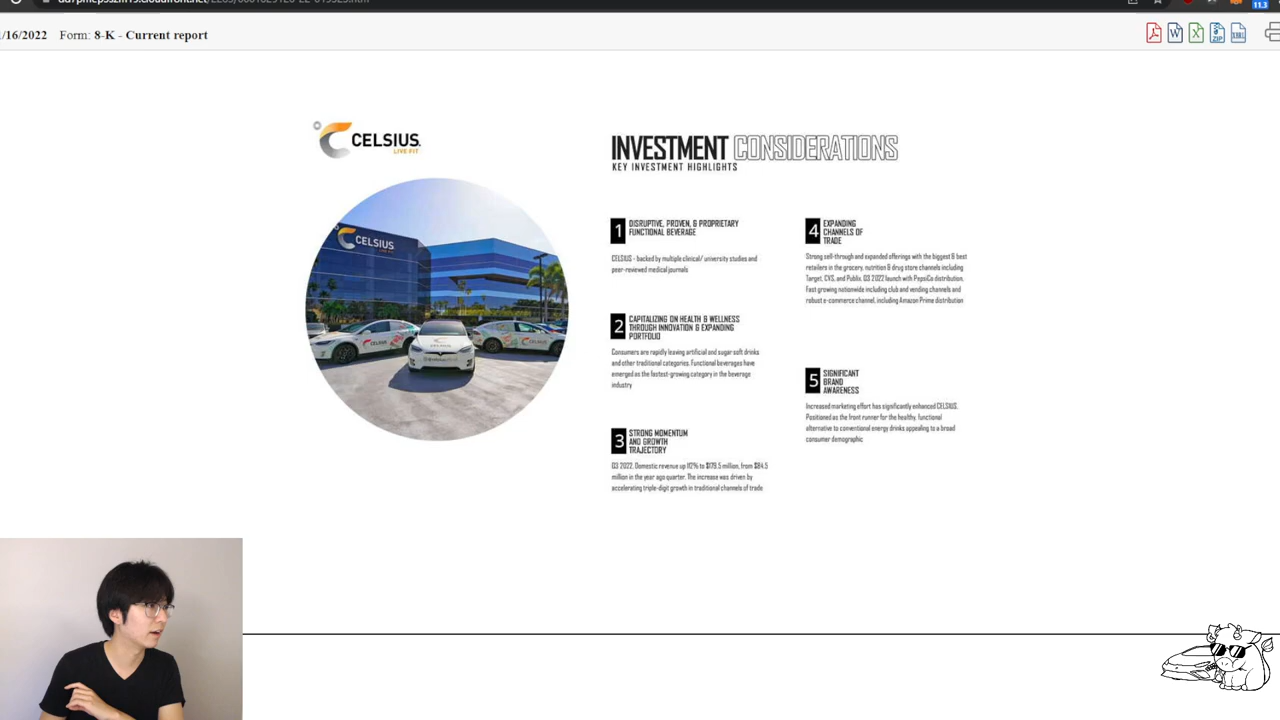 /16/2022 Form: 8-K - Current report
11.3
CELSIUS.
LIVE FIT
CELSIUS
INVESTMENT CONSIDERATIONS
KEY INVESTMENT HIGHLIGHTS
1 DISRUPTIVE, PROVEN, & PROPRIETARY
FUNCTIONAL BEVERAGE
CELSIUS - backed by multiple clinical/ university studies and
peer-reviewed medical journals
2 CAPITALIZING ON HEALTH & WELLNESS
THROUGH INNOVATION & EXPANDING
PORTFOLIO
Consumers are rapidly leaving artificial and sugar soft drinks
and other traditional categories. Functional beverages have
emerged as the fastest-growing category in the beverage
industry
3 STRONG MOMENTUM
AND GROWTH
TRAJECTORY
Q3 2022, Domestic revenue up 112% to $179.5 million, from $84.5
million in the year ago quarter. The increase was driven by
accelerating triple-digit growth in traditional channels of trade
4 EXPANDING
CHANNELS OF
TRADE
Strong sell-through and expanded offerings with the biggest & best
retailers in the grocery, nutrition & drug store channels including
Target, CVS, and Publix. Q3 2022 launch with PepsiCo distribution.
Fast growing nationwide including club and vending channels and
robust e-commerce channel, including Amazon Prime distribution
5 SIGNIFICANT
BRAND
AWARENESS
Increased marketing effort has significantly enhanced CELSIUS.
Positioned as the front runner for the healthy, functional
alternative to conventional energy drinks appealing to a broad
consumer demographic